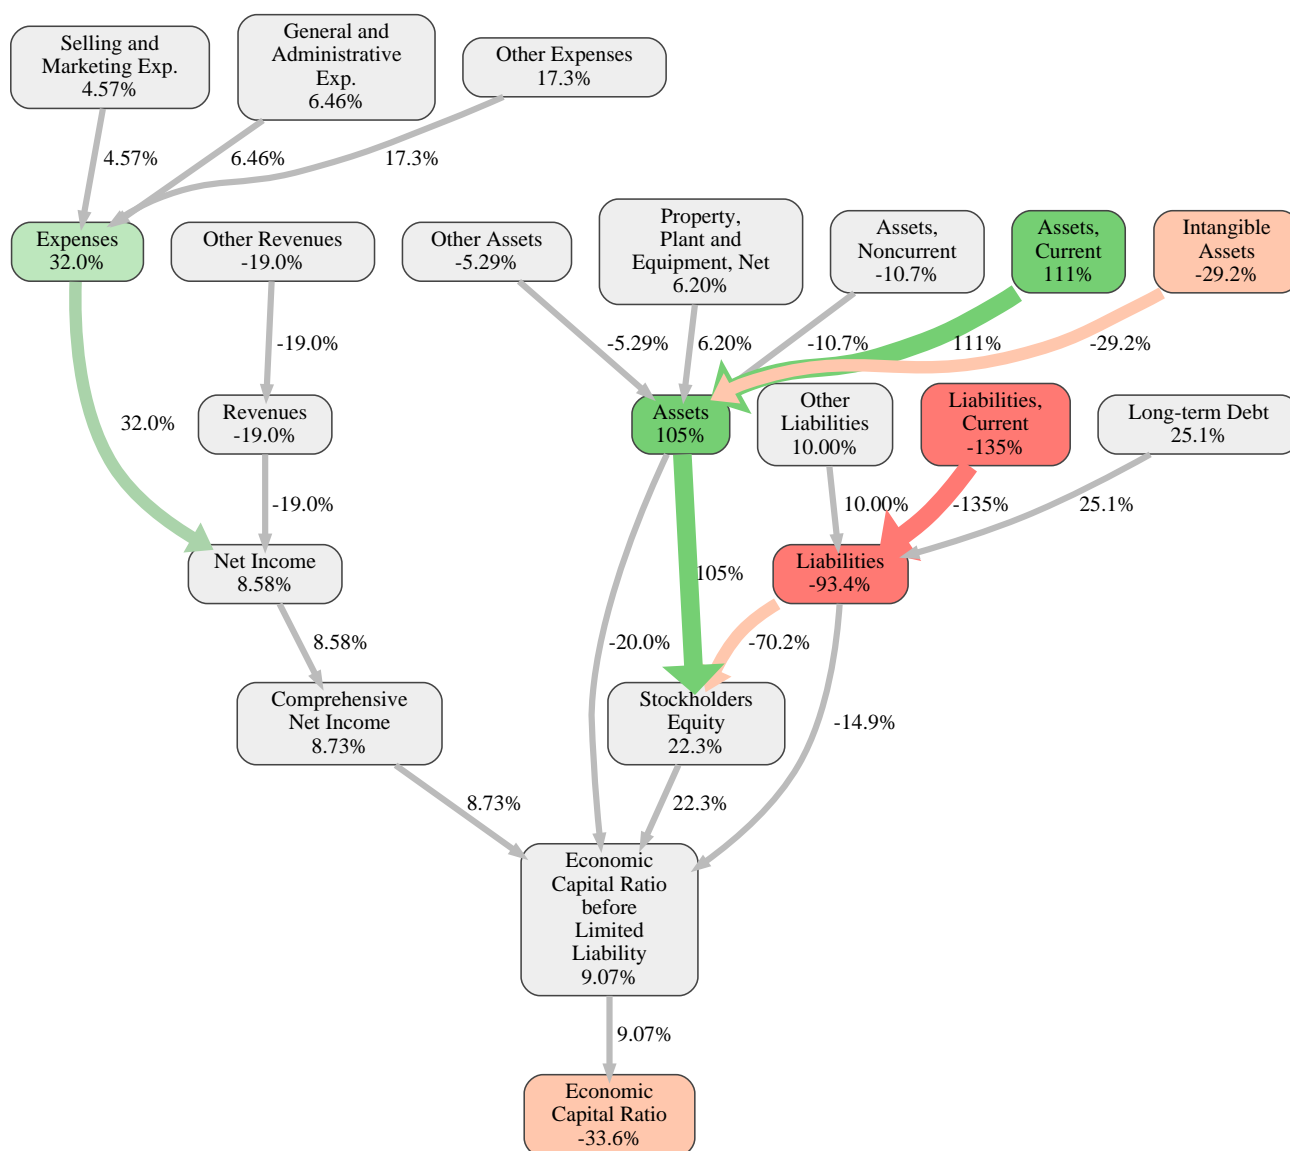 Selling and
Marketing Exp.
4.57%
General and
Administrative
Exp.
6.46%
Other Expenses
17.3%
4.57%
6.46%
17.3%
Expenses
32.0%
Other Revenues
-19.0%
Other Assets
-5.29%
Property,
Plant and
Equipment, Net
6.20%
Assets,
Noncurrent
-10.7%
Assets,
Current
111%
Intangible
Assets
-29.2%
-19.0%
-5.29%
6.20%
-10.7%
111%
-29.2%
32.0%
Revenues
-19.0%
Assets
105%
Other
Liabilities
10.00%
Liabilities,
Current
-135%
Long-term Debt
25.1%
-19.0%
10.00%
-135%
25.1%
Net Income
8.58%
105%
Liabilities
-93.4%
8.58%
-20.0%
-70.2%
Comprehensive
Net Income
8.73%
Stockholders
Equity
22.3%
-14.9%
8.73%
22.3%
Economic
Capital Ratio
before
Limited
Liability
9.07%
9.07%
Economic
Capital Ratio
-33.6%